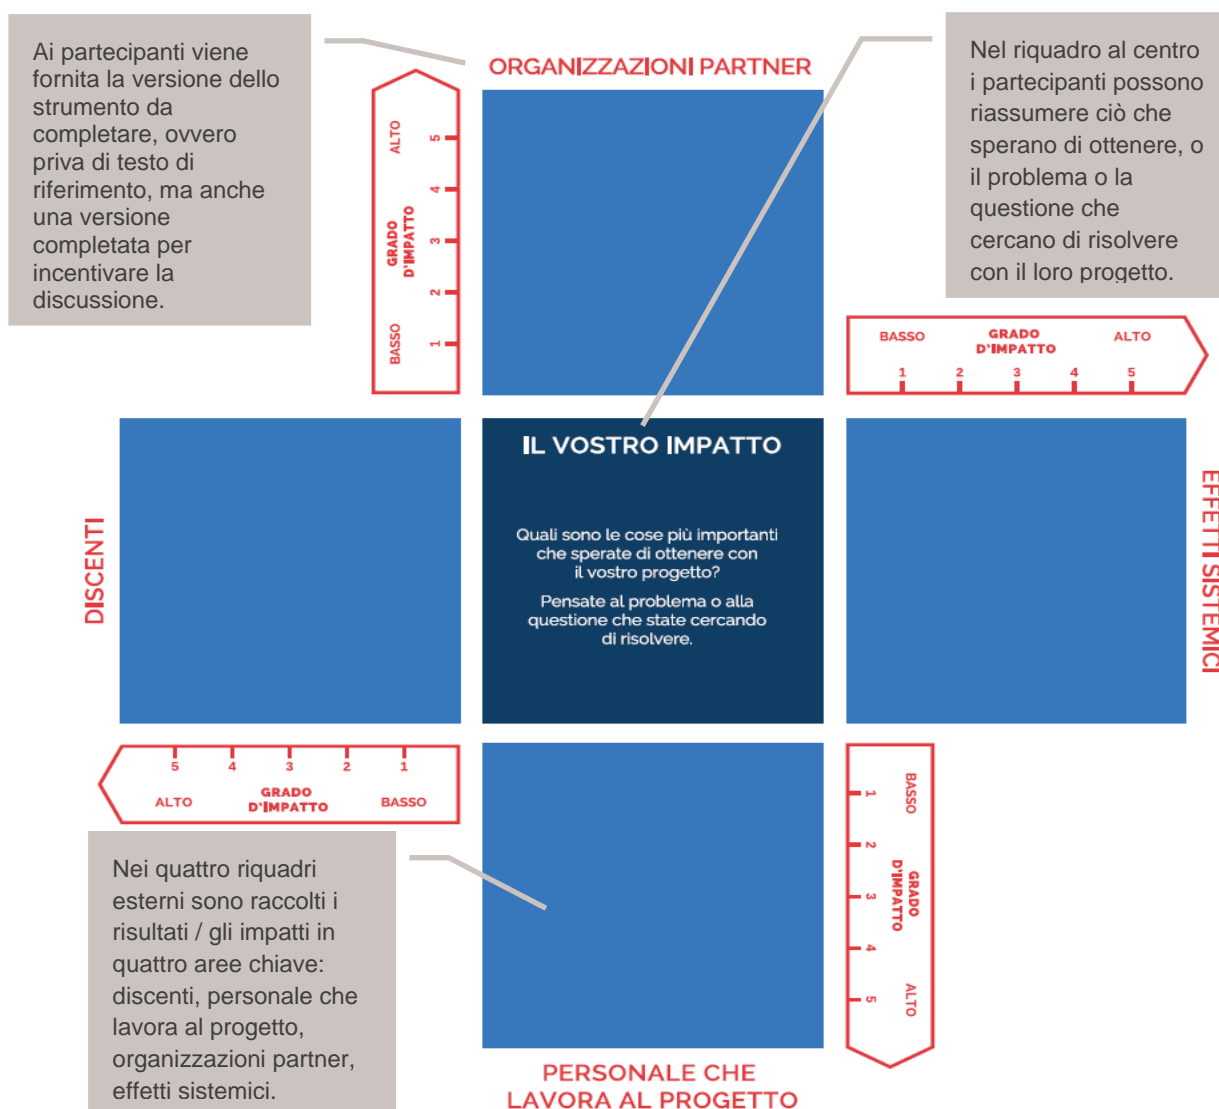 Ai partecipanti viene
fornita la versione dello
strumento da
completare, ovvero
priva di testo di
riferimento, ma anche
una versione
completata per
incentivare la
discussione.
ORGANIZZAZIONI PARTNER
Nel riquadro al centro
i partecipanti possono
riassumere ciò che
sperano di ottenere, o
il problema o la
questione che
cercano di risolvere
con il loro progetto.
ALTO
GRADO
D'IMPATTO
BASSO
5
4
3
2
1
BASSO
GRADO
D'IMPATTO
ALTO
1 2 3 4 5
DISCENTI
IL VOSTRO IMPATTO
Quali sono le cose più importanti
che sperate di ottenere con
il vostro progetto?
Pensate al problema o alla
questione che state cercando
di risolvere.
EFFETTI SISTEMICI
5 4 3 2 1
ALTO
GRADO
D'IMPATTO
BASSO
1
2
3
4
5
BASSO
GRADO
D'IMPATTO
ALTO
Nei quattro riquadri
esterni sono raccolti i
risultati / gli impatti in
quattro aree chiave:
discenti, personale che
lavora al progetto,
organizzazioni partner,
effetti sistemici.
PERSONALE CHE
LAVORA AL PROGETTO